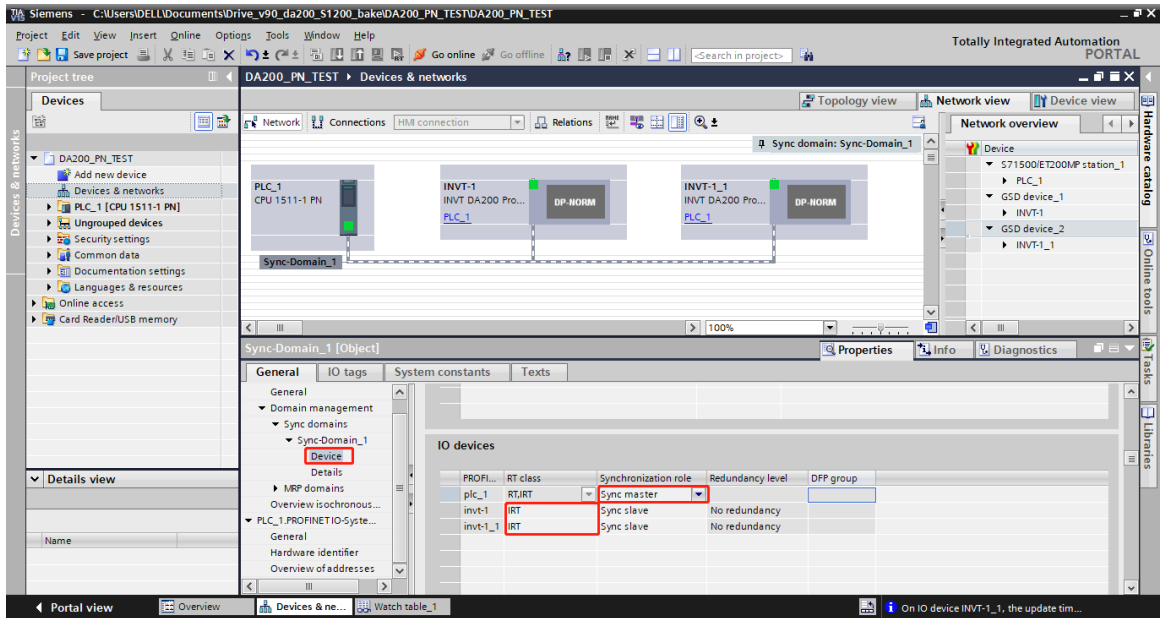 Siemens - C:\Users\DELL\Documents\Drive_v90_da200_S1200_bake\DA200_PN_TEST\DA200_PN_TEST
Project Edit View Insert Online Options Tools Window Help
Totally Integrated Automation
PORTAL
Save project
Go online Go offline
<Search in project>
Project tree
DA200_PN_TEST ▸ Devices & networks
Devices
Topology view Network view Device view
Network Connections HMI connection Relations
Network overview
Sync domain: Sync-Domain_1
Device
S71500/ET200MP station_1
PLC_1
GSD device_1
INVT-1
GSD device_2
INVT-1_1
DA200_PN_TEST
Add new device
Devices & networks
PLC_1 [CPU 1511-1 PN]
Ungrouped devices
Security settings
Common data
Documentation settings
Languages & resources
Online access
Card Reader/USB memory
PLC_1
CPU 1511-1 PN
INVT-1
INVT DA200 Pro...
PLC_1
DP-NORM
INVT-1_1
INVT DA200 Pro...
PLC_1
DP-NORM
Sync-Domain_1
100%
Devices & networks
Hardware catalog
Online tools
Tasks
Libraries
Sync-Domain_1 [Object]
Properties Info Diagnostics
General IO tags System constants Texts
General
Domain management
Sync domains
Sync-Domain_1
Device
Details
MRP domains
Overview isochronous...
PLC_1.PROFINET IO-Syste...
General
Hardware identifier
Overview of addresses
IO devices
PROFI... RT class Synchronization role Redundancy level DFP group
plc_1 RT,IRT Sync master
invt-1 IRT Sync slave No redundancy
invt-1_1 IRT Sync slave No redundancy
Details view
Name
Portal view Overview Devices & ne... Watch table_1
On IO device INVT-1_1, the update tim...